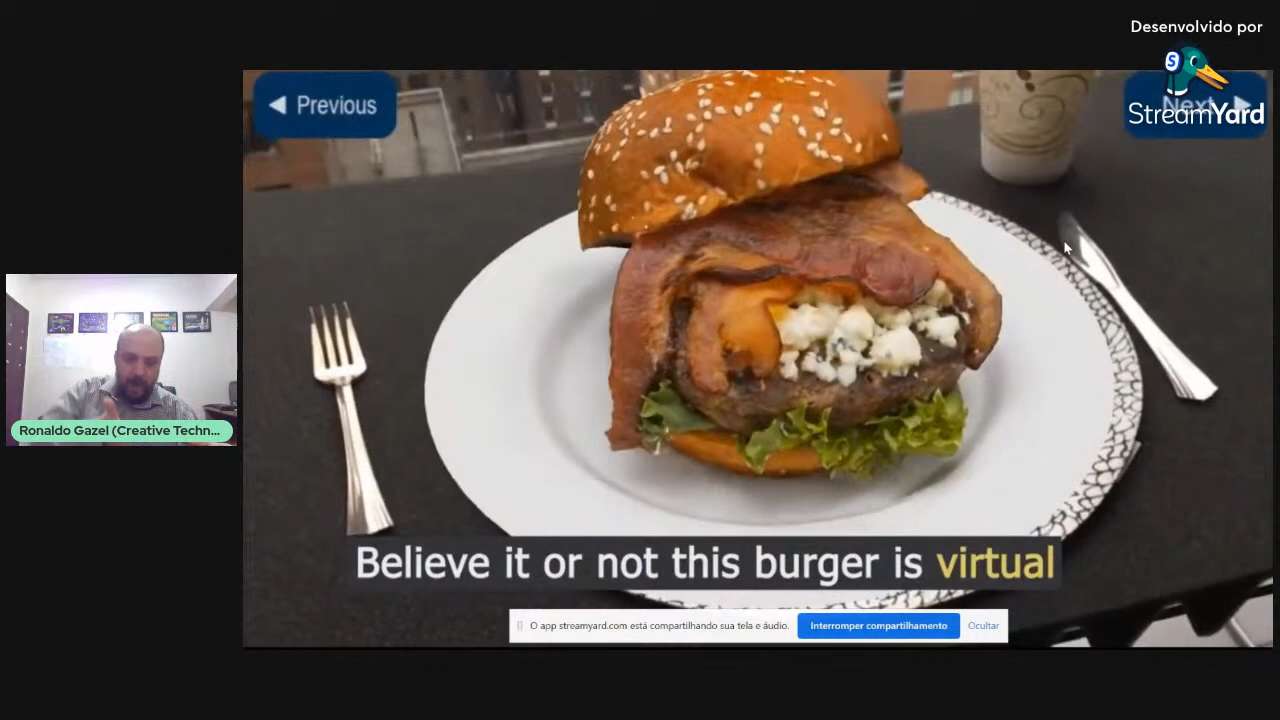 Desenvolvido por
StreamYard
◀ Previous
Next ▶
Ronaldo Gazel (Creative Techn...
Believe it or not this burger is virtual
O app streamyard.com está compartilhando sua tela e áudio.
Interromper compartilhamento
Ocultar